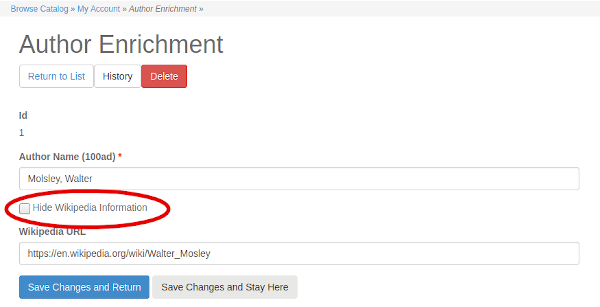 Browse Catalog » My Account » Author Enrichment »
Author Enrichment
Return to List History Delete
Id
1
Author Name (100ad) *
Molsley, Walter
Hide Wikipedia Information
Wikipedia URL
https://en.wikipedia.org/wiki/Walter_Mosley
Save Changes and Return Save Changes and Stay Here